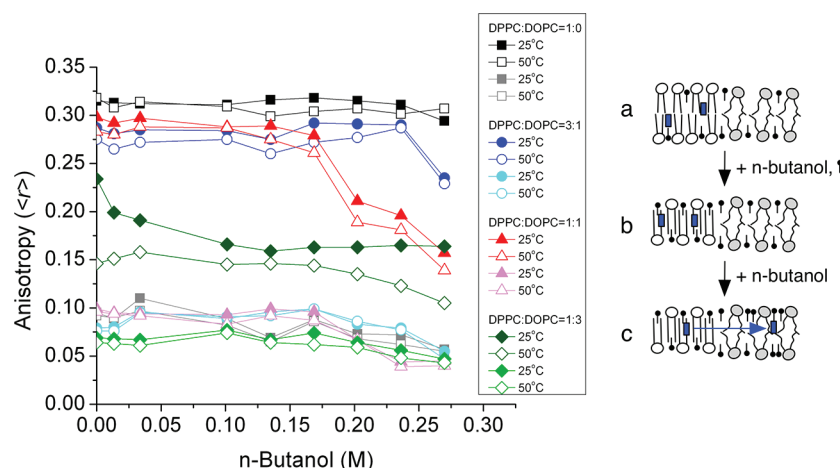 0.35
0.30
0.25
0.20
0.15
0.10
0.05
0.00
Anisotropy (<r>)
0.00 0.05 0.10 0.15 0.20 0.25 0.30
n-Butanol (M)
DPPC:DOPC=1:0
25°C
50°C
25°C
50°C
DPPC:DOPC=3:1
25°C
50°C
25°C
50°C
DPPC:DOPC=1:1
25°C
50°C
25°C
50°C
DPPC:DOPC=1:3
25°C
50°C
25°C
50°C
a
+ n-butanol,
b
+ n-butanol
c